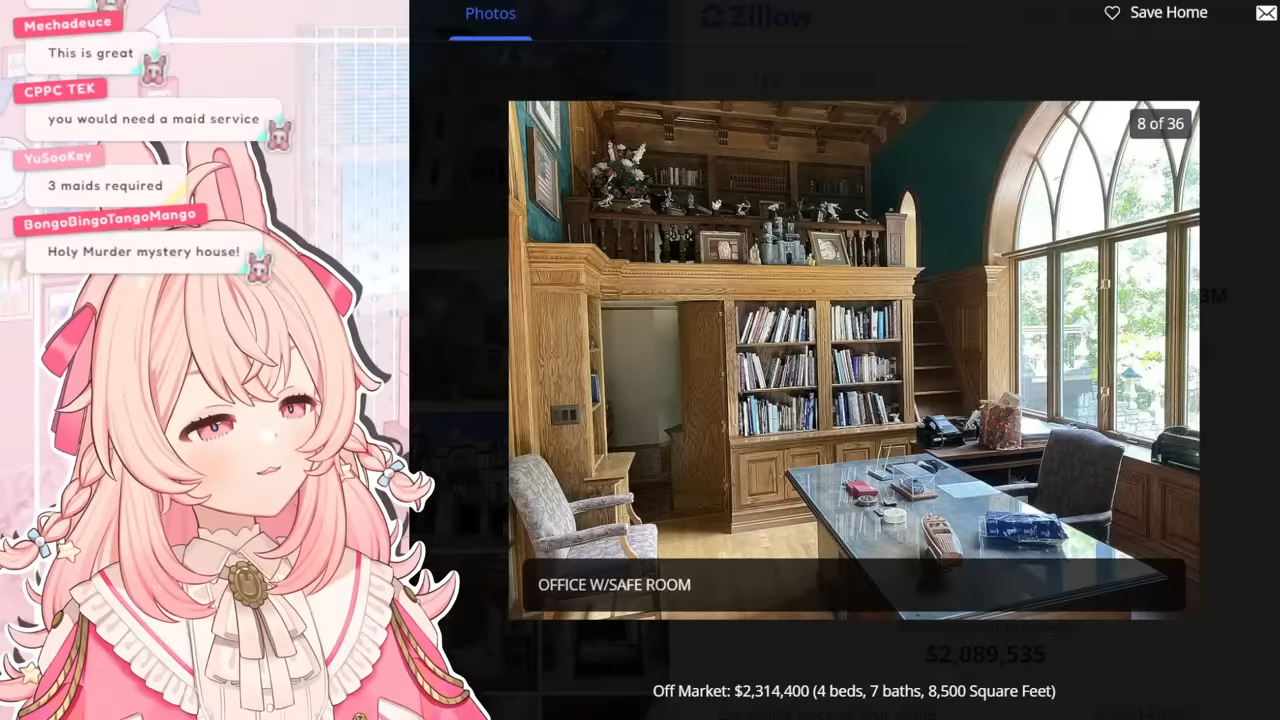 Mechadeuce
This is great
CPPC TEK
you would need a maid service
YuSooKey
3 maids required
BongoBingoTangoMango
Holy Murder mystery house!
Photos
Zillow
Save Home
8 of 36
OFFICE W/SAFE ROOM
$2,089,535
Off Market: $2,314,400 (4 beds, 7 baths, 8,500 Square Feet)